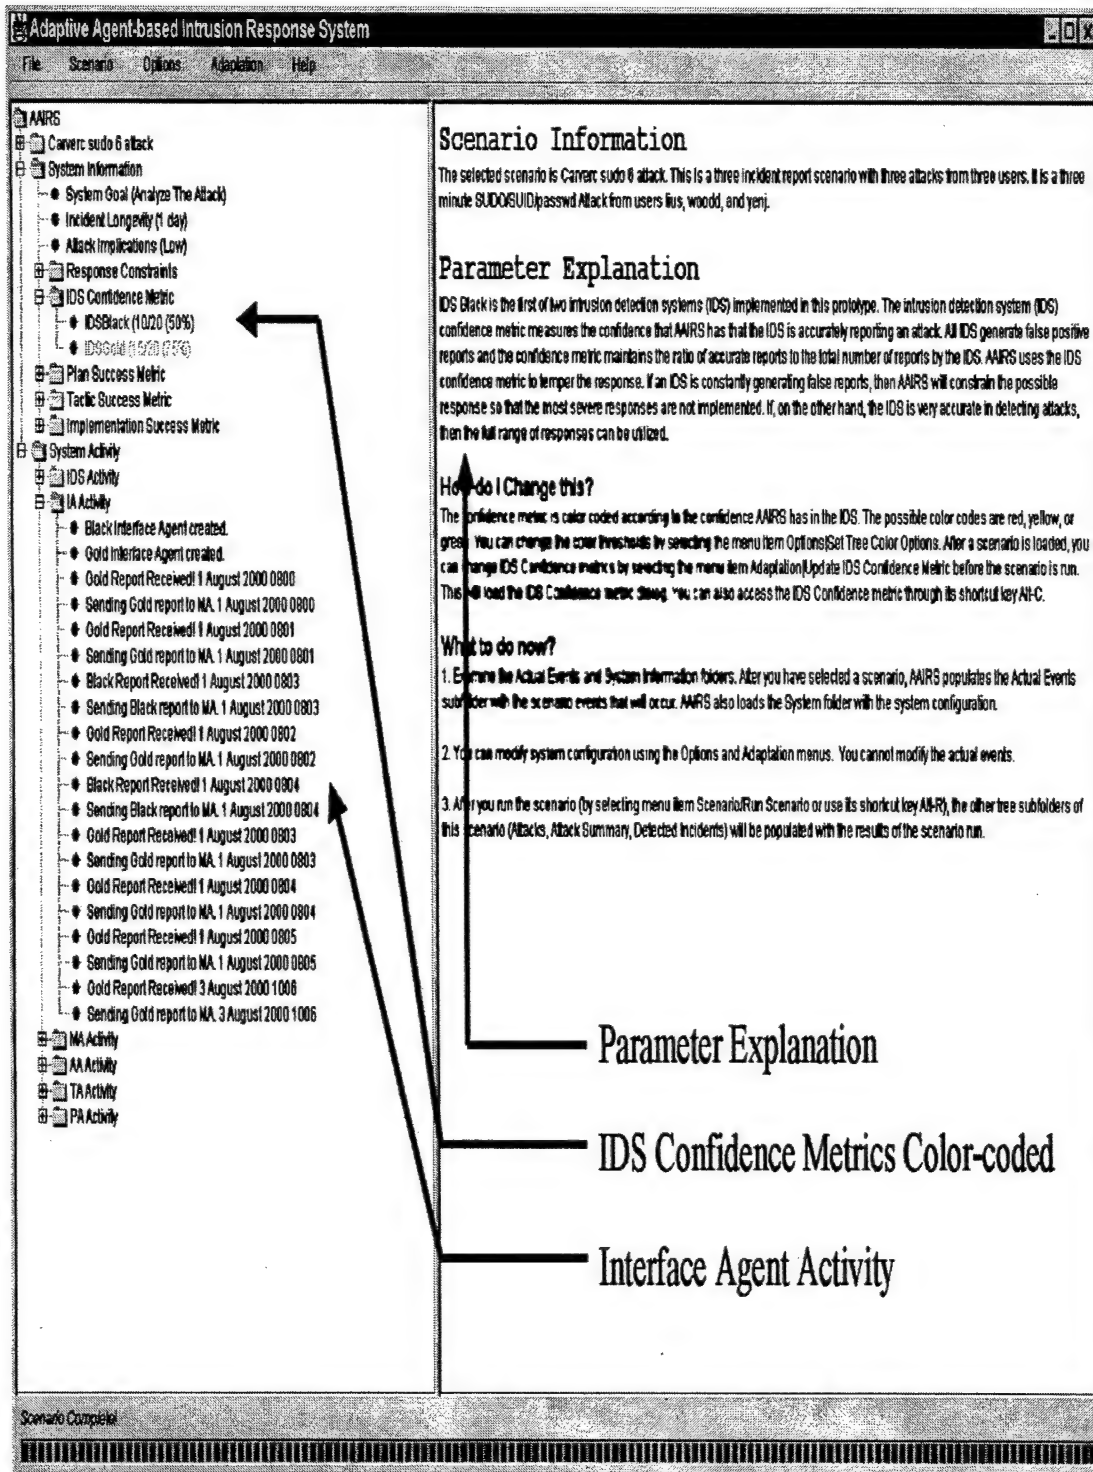 Adaptive Agent-based Intrusion Response System
File Scenario Options Adaptation Help
AAIRS
Carverc sudo 6 attack
System Information
System Goal (Analyze The Attack)
Incident Longevity (1 day)
Attack Implications (Low)
Response Constraints
IDS Confidence Metric
IDSBlack (10/20 (50%)
IDSGold (15/20 (75%)
Plan Success Metric
Tactic Success Metric
Implementation Success Metric
System Activity
IDS Activity
IA Activity
Black Interface Agent created.
Gold Interface Agent created.
Gold Report Received! 1 August 2000 0800
Sending Gold report to MA. 1 August 2000 0800
Gold Report Received! 1 August 2000 0801
Sending Gold report to MA. 1 August 2000 0801
Black Report Received! 1 August 2000 0803
Sending Black report to MA. 1 August 2000 0803
Gold Report Received! 1 August 2000 0802
Sending Gold report to MA. 1 August 2000 0802
Black Report Received! 1 August 2000 0804
Sending Black report to MA. 1 August 2000 0804
Gold Report Received! 1 August 2000 0803
Sending Gold report to MA. 1 August 2000 0803
Gold Report Received! 1 August 2000 0804
Sending Gold report to MA. 1 August 2000 0804
Gold Report Received! 1 August 2000 0805
Sending Gold report to MA. 1 August 2000 0805
Gold Report Received! 3 August 2000 1006
Sending Gold report to MA. 3 August 2000 1006
MA Activity
AA Activity
TA Activity
PA Activity
Scenario Information
The selected scenario is Carverc sudo 6 attack. This is a three incident report scenario with three attacks from three users. It is a three
minute SUDO/SUID/passwd Attack from users lius, woodd, and yenj.
Parameter Explanation
IDS Black is the first of two intrusion detection systems (IDS) implemented in this prototype. The intrusion detection system (IDS)
confidence metric measures the confidence that AAIRS has that the IDS is accurately reporting an attack. All IDS generate false positive
reports and the confidence metric maintains the ratio of accurate reports to the total number of reports by the IDS. AAIRS uses the IDS
confidence metric to temper the response. If an IDS is constantly generating false reports, then AAIRS will constrain the possible
response so that the most severe responses are not implemented. If, on the other hand, the IDS is very accurate in detecting attacks,
then the full range of responses can be utilized.
How do I Change this?
The confidence metric is color coded according to the confidence AAIRS has in the IDS. The possible color codes are red, yellow, or
green. You can change the color thresholds by selecting the menu item Options|Set Tree Color Options. After a scenario is loaded, you
can change IDS Confidence metrics by selecting the menu item Adaptation|Update IDS Confidence Metric before the scenario is run.
This will load the IDS Confidence metric dialog. You can also access the IDS Confidence metric through its shortcut key Alt-C.
What to do now?
1. Examine the Actual Events and System Information folders. After you have selected a scenario, AAIRS populates the Actual Events
subfolder with the scenario events that will occur. AAIRS also loads the System folder with the system configuration.
2. You can modify system configuration using the Options and Adaptation menus. You cannot modify the actual events.
3. After you run the scenario (by selecting menu item Scenario/Run Scenario or use its shortcut key Alt-R), the other tree subfolders of
this scenario (Attacks, Attack Summary, Detected Incidents) will be populated with the results of the scenario run.
Parameter Explanation
IDS Confidence Metrics Color-coded
Interface Agent Activity
Scenario Complete!